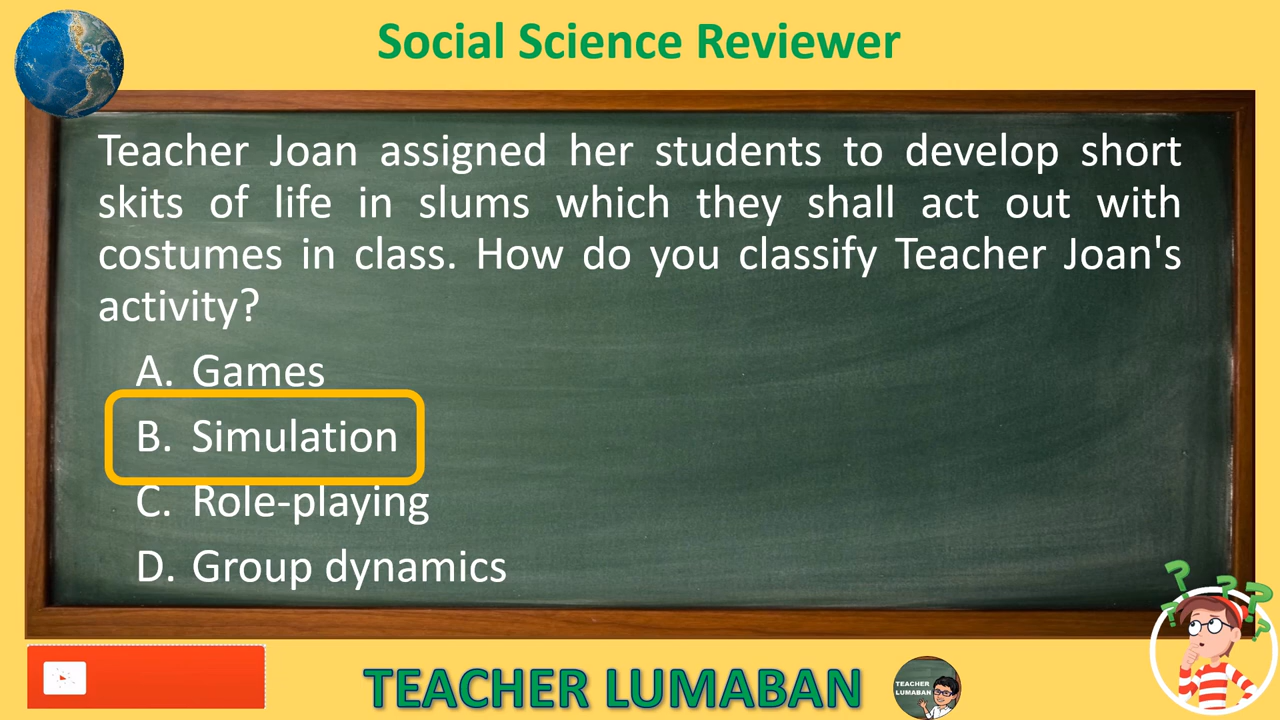 Social Science Reviewer
Teacher Joan assigned her students to develop short
skits of life in slums which they shall act out with
costumes in class. How do you classify Teacher Joan's
activity?
A. Games
B. Simulation
C. Role-playing
D. Group dynamics
TEACHER LUMABAN
TEACHER
LUMABAN